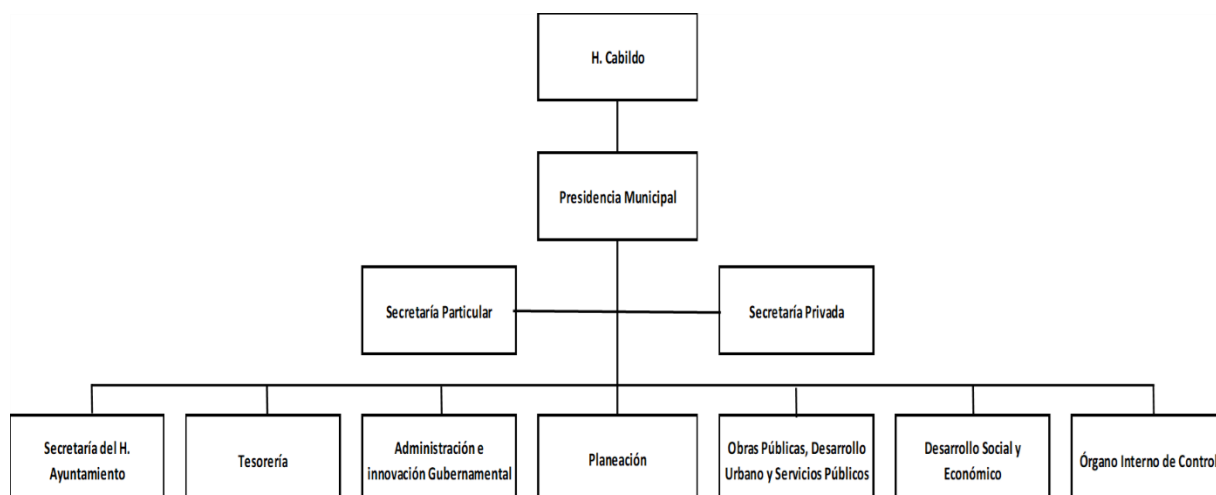 H. Cabildo
Presidencia Municipal
Secretaría Particular
Secretaría Privada
Secretaría del H.
Ayuntamiento
Tesorería
Administración e
innovación Gubernamental
Planeación
Obras Públicas, Desarrollo
Urbano y Servicios Públicos
Desarrollo Social y
Económico
Órgano Interno de Control